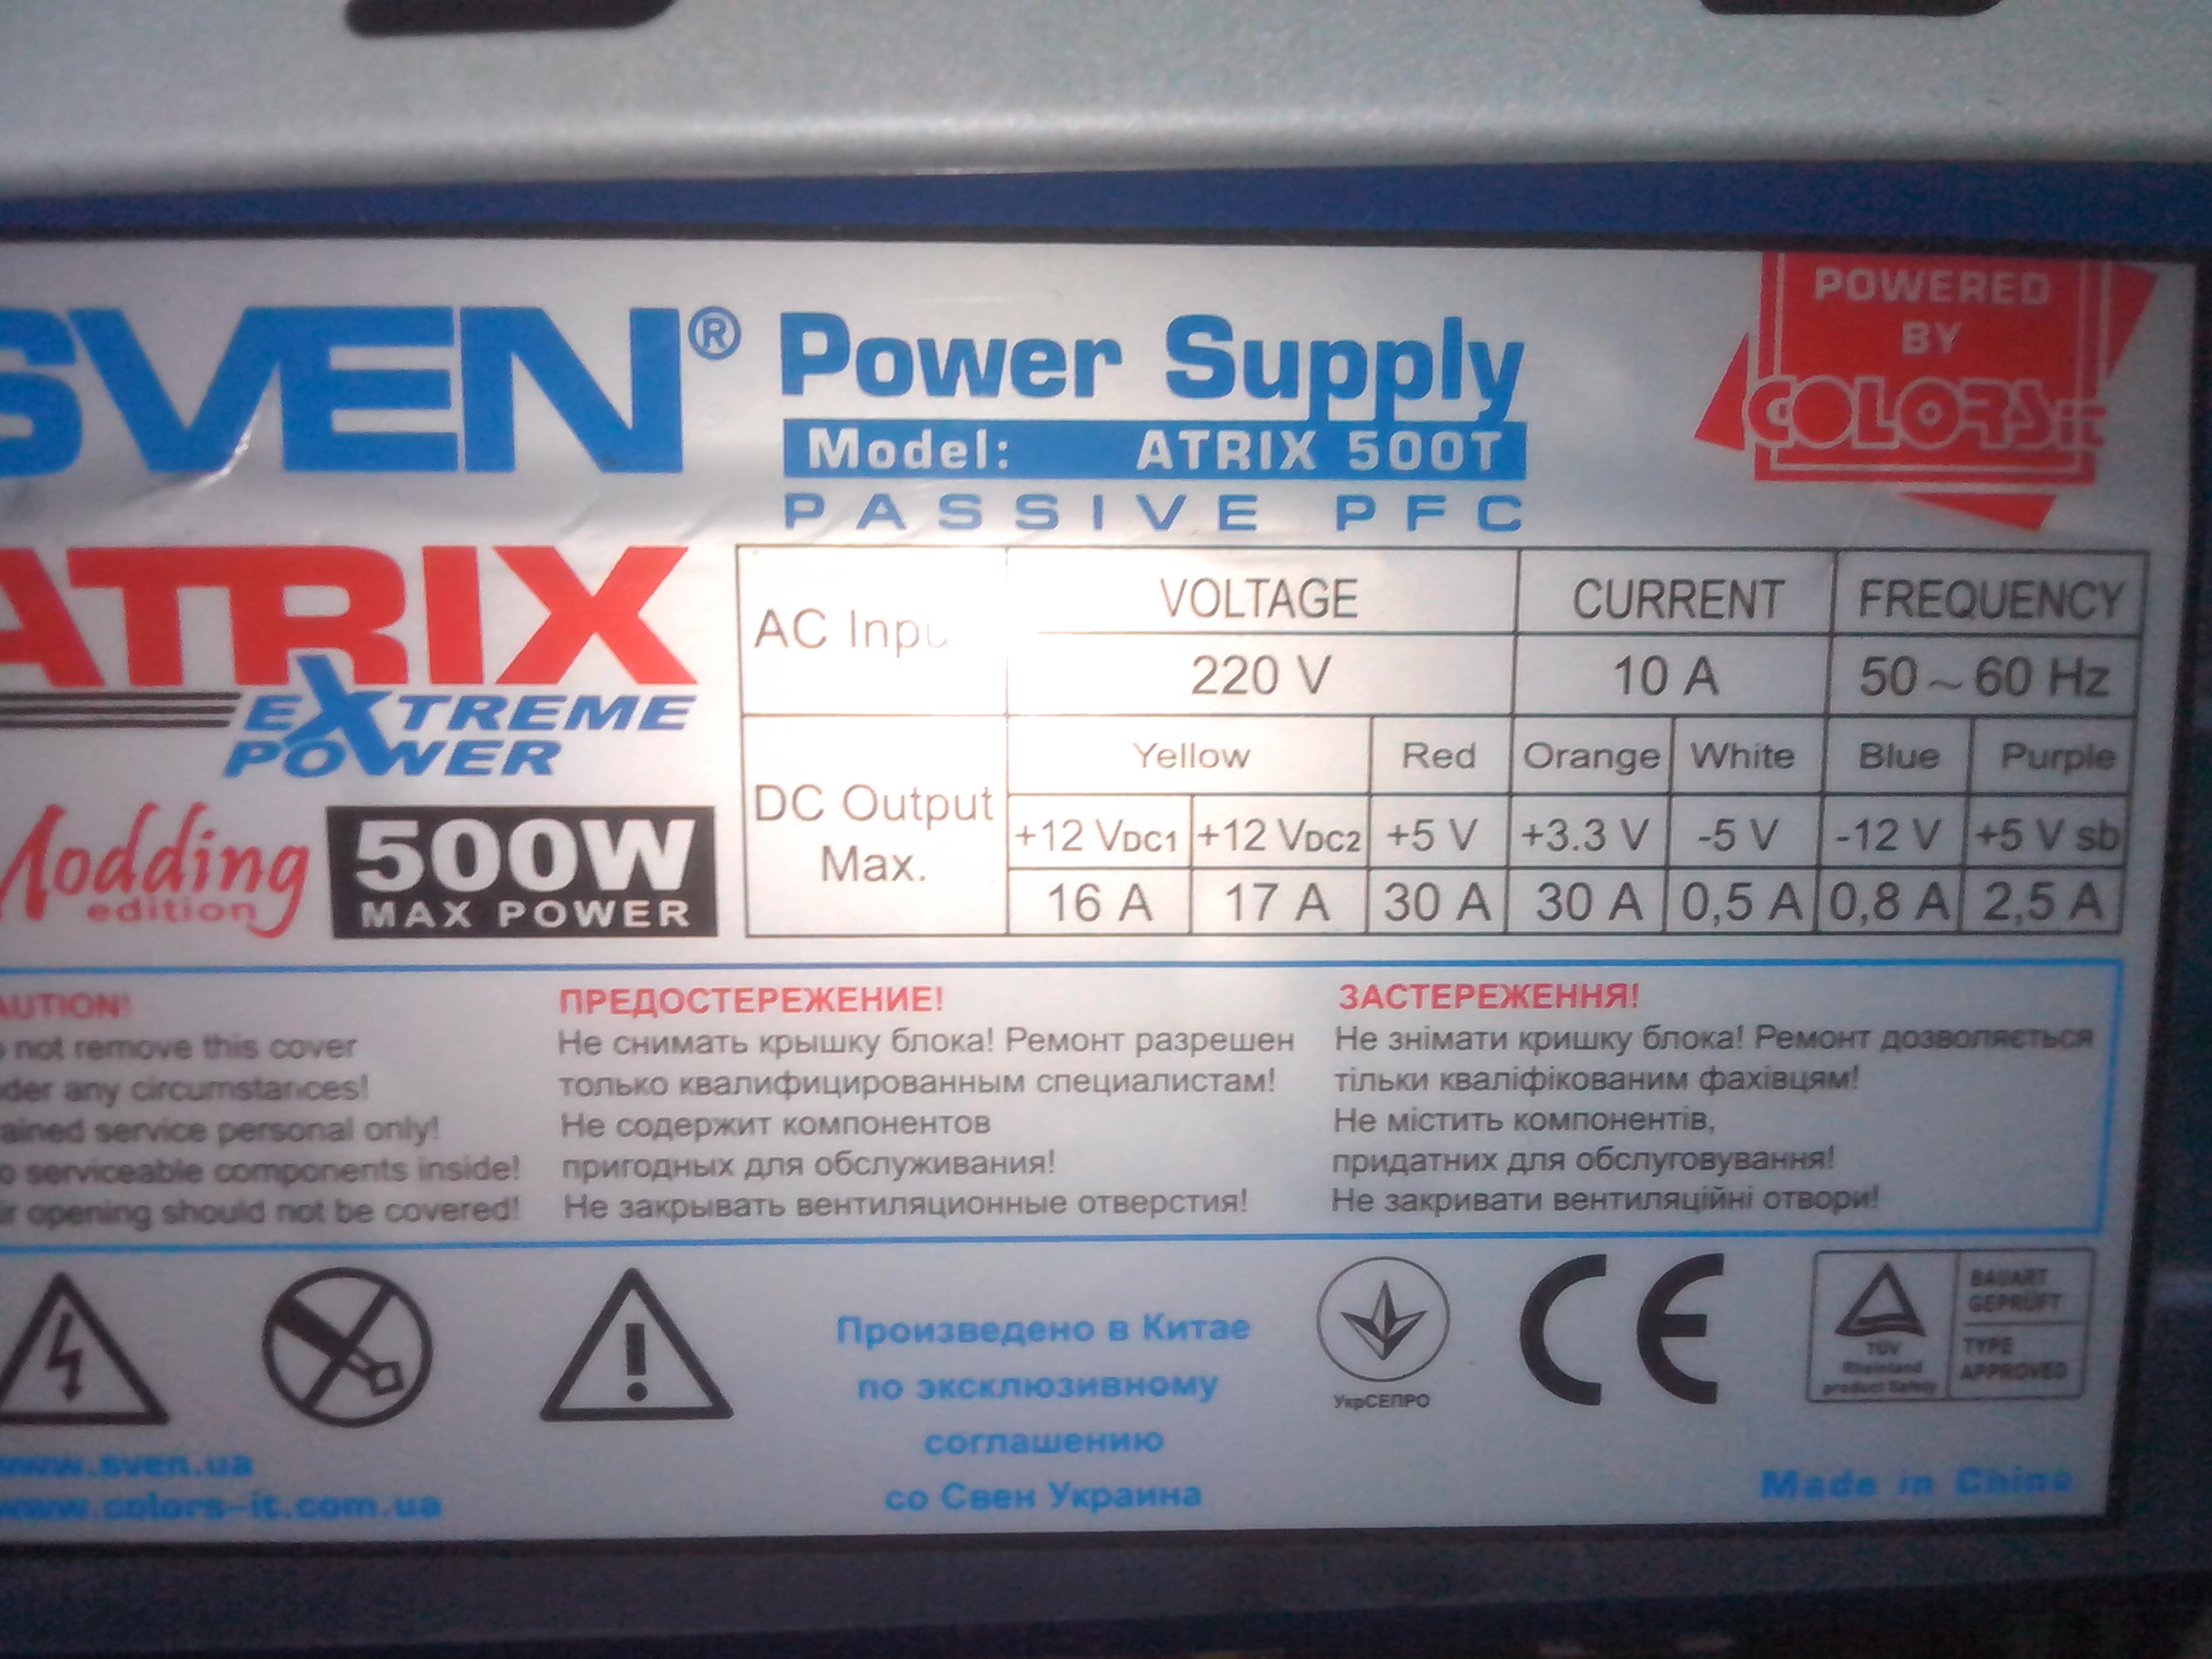 SVEN® Power Supply
Model: ATRIX 500T
PASSIVE PFC
POWERED
BY
COLORSit
ATRIX
EXTREME
POWER
Modding
edition
500W
MAX POWER
AC Inpu VOLTAGE CURRENT FREQUENCY
220 V 10 A 50 ~ 60 Hz
DC Output
Max.
Yellow Red Orange White Blue Purple
+12 VDC1 +12 VDC2 +5 V +3.3 V -5 V -12 V +5 V sb
16 A 17 A 30 A 30 A 0,5 A 0,8 A 2,5 A
AUTION!
not remove this cover
der any circumstances!
ained service personal only!
o serviceable components inside!
ir opening should not be covered!
ПРЕДОСТЕРЕЖЕНИЕ!
Не снимать крышку блока! Ремонт разрешен
только квалифицированным специалистам!
Не содержит компонентов
пригодных для обслуживания!
Не закрывать вентиляционные отверстия!
ЗАСТЕРЕЖЕННЯ!
Не знімати кришку блока! Ремонт дозволяється
тільки кваліфікованим фахівцям!
Не містить компонентів,
придатних для обслуговування!
Не закривати вентиляційні отвори!
www.sven.ua
www.colors-it.com.ua
Произведено в Китае
по эксклюзивному
соглашению
со Свен Украина
УкрСЕПРО
CE
TÜV
Rheinland
product Safety
BAUART
GEPRÜFT
TYPE
APPROVED
Made in China